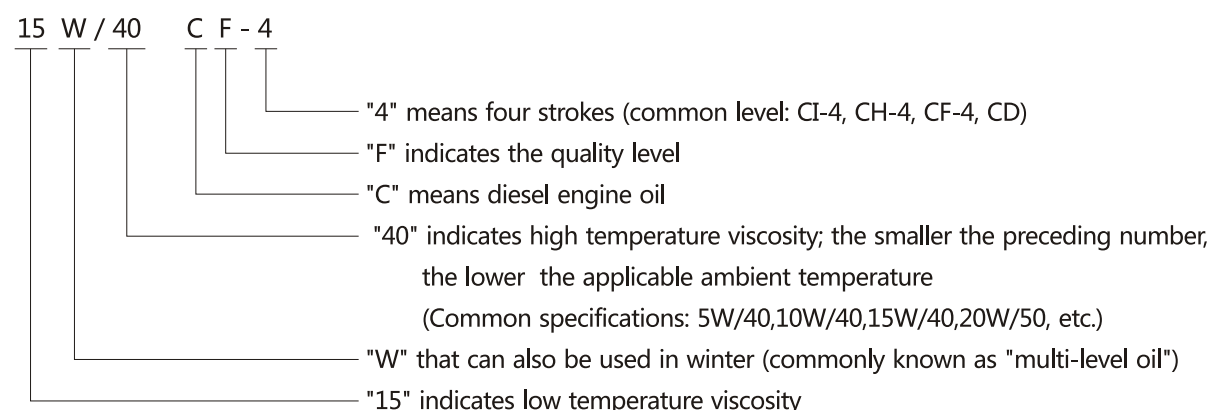 15 W / 40 C F - 4
"4" means four strokes (common level: CI-4, CH-4, CF-4, CD)
"F" indicates the quality level
"C" means diesel engine oil
"40" indicates high temperature viscosity; the smaller the preceding number,
the lower the applicable ambient temperature
(Common specifications: 5W/40,10W/40,15W/40,20W/50, etc.)
"W" that can also be used in winter (commonly known as "multi-level oil")
"15" indicates low temperature viscosity